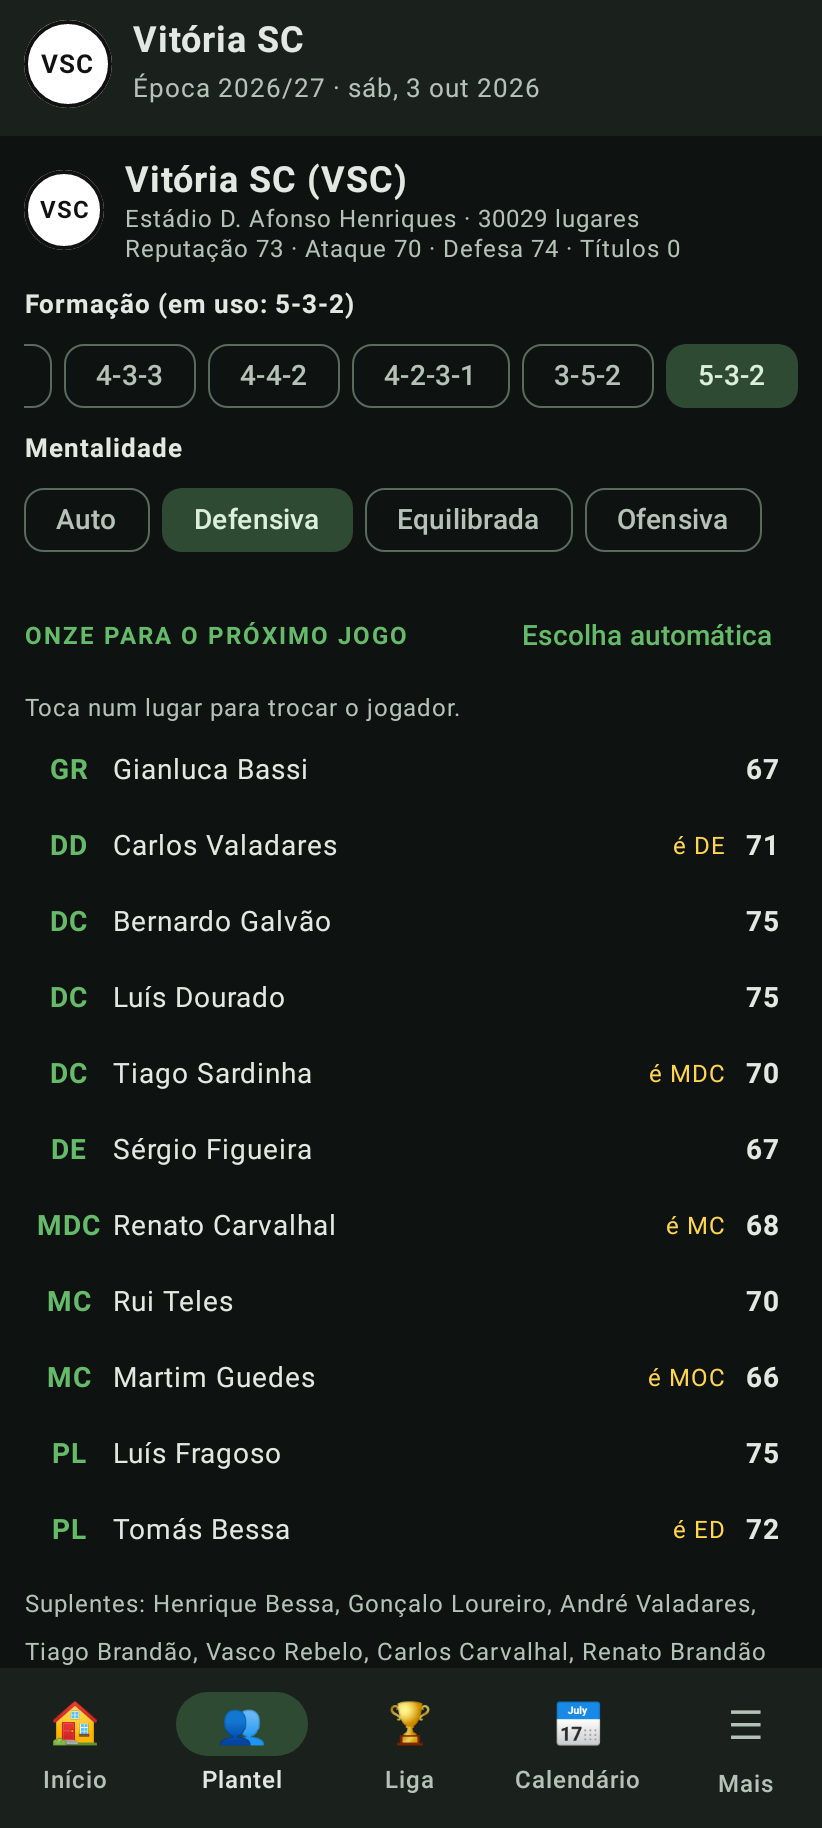 VSC
Vitória SC
Época 2026/27 · sáb, 3 out 2026
VSC
Vitória SC (VSC)
Estádio D. Afonso Henriques · 30029 lugares
Reputação 73 · Ataque 70 · Defesa 74 · Títulos 0
Formação (em uso: 5-3-2)
4-3-3 4-4-2 4-2-3-1 3-5-2 5-3-2
Mentalidade
Auto Defensiva Equilibrada Ofensiva
ONZE PARA O PRÓXIMO JOGO Escolha automática
Toca num lugar para trocar o jogador.
GR Gianluca Bassi 67
DD Carlos Valadares é DE 71
DC Bernardo Galvão 75
DC Luís Dourado 75
DC Tiago Sardinha é MDC 70
DE Sérgio Figueira 67
MDC Renato Carvalhal é MC 68
MC Rui Teles 70
MC Martim Guedes é MOC 66
PL Luís Fragoso 75
PL Tomás Bessa é ED 72
Suplentes: Henrique Bessa, Gonçalo Loureiro, André Valadares,
Tiago Brandão, Vasco Rebelo, Carlos Carvalhal, Renato Brandão
July
17
Início Plantel Liga Calendário Mais